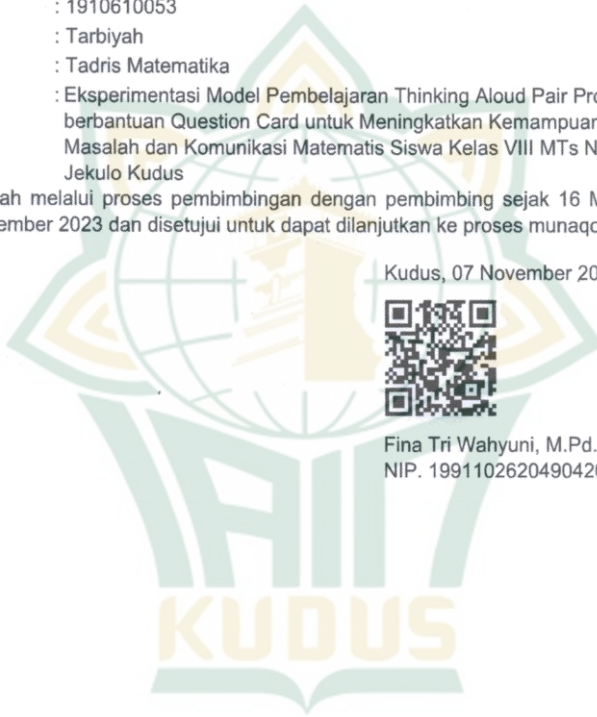 : 1910610053
: Tarbiyah
: Tadris Matematika
: Eksperimentasi Model Pembelajaran Thinking Aloud Pair Pro
berbantuan Question Card untuk Meningkatkan Kemampuan
Masalah dan Komunikasi Matematis Siswa Kelas VIII MTs N
Jekulo Kudus
ah melalui proses pembimbingan dengan pembimbing sejak 16 M
ember 2023 dan disetujui untuk dapat dilanjutkan ke proses munaqo
Kudus, 07 November 20
Fina Tri Wahyuni, M.Pd.
NIP. 1991102620490420
IAIN
KUDUS